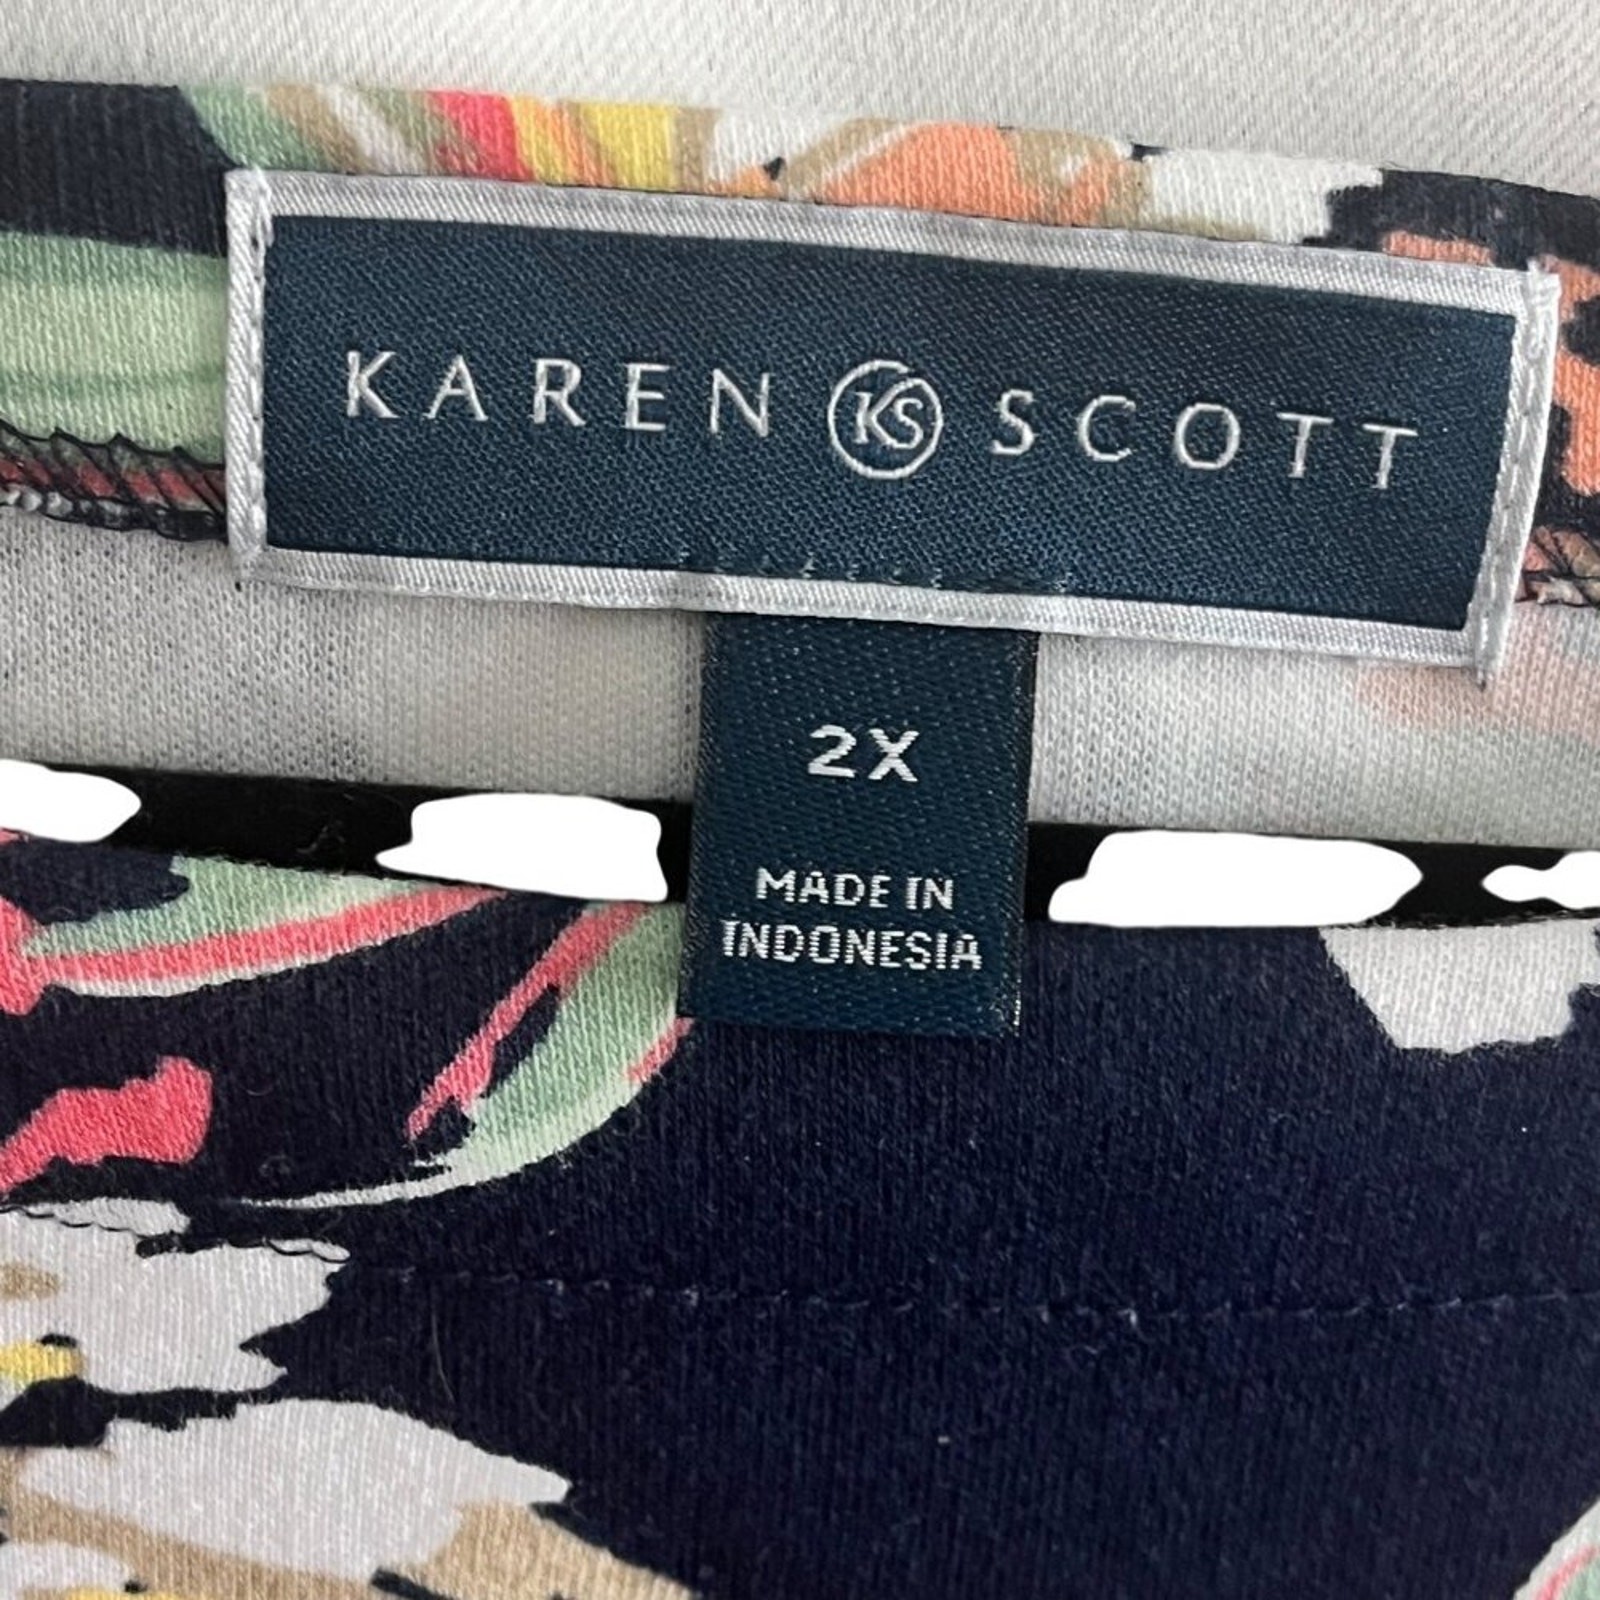 KAREN KS SCOTT
2X
MADE IN
INDONESIA